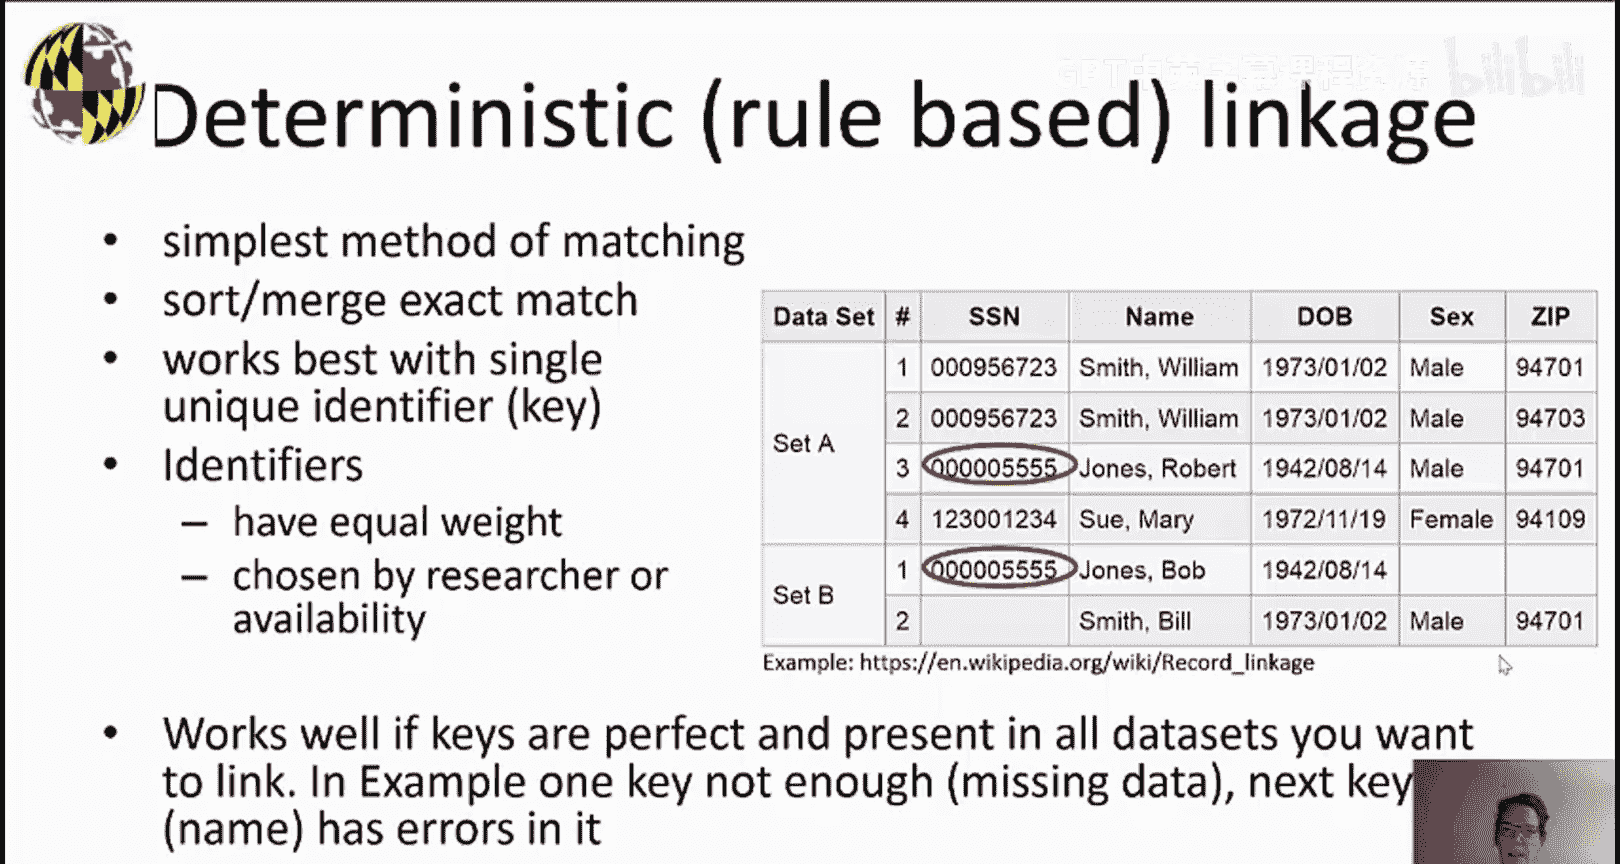 bilibili
Deterministic (rule based) linkage
• simplest method of matching
• sort/merge exact match
• works best with single
unique identifier (key)
• Identifiers
– have equal weight
– chosen by researcher or
availability
Data Set # SSN Name DOB Sex ZIP
Set A
1 000956723 Smith, William 1973/01/02 Male 94701
2 000956723 Smith, William 1973/01/02 Male 94703
3 000005555 Jones, Robert 1942/08/14 Male 94701
4 123001234 Sue, Mary 1972/11/19 Female 94109
Set B
1 000005555 Jones, Bob 1942/08/14
2 Smith, Bill 1973/01/02 Male 94701
Example: https://en.wikipedia.org/wiki/Record_linkage
• Works well if keys are perfect and present in all datasets you want
to link. In Example one key not enough (missing data), next key
(name) has errors in it